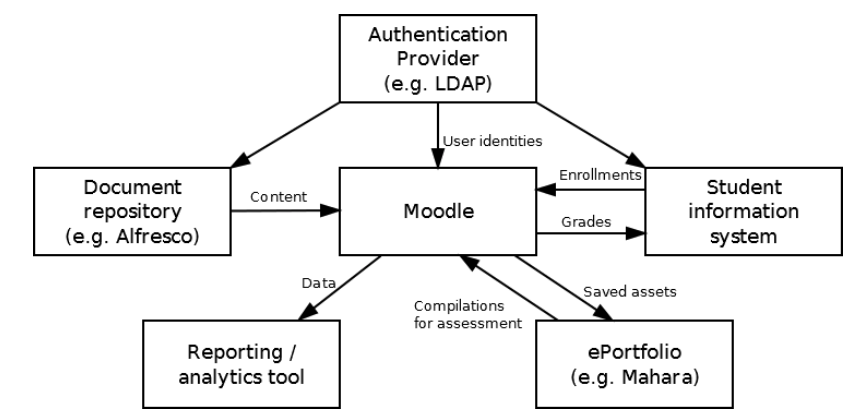 Authentication
Provider
(e.g. LDAP)
User identities
Document
repository
(e.g. Alfresco)
Content
Moodle
Enrollments
Grades
Student
information
system
Data
Compilations
for assessment
Saved assets
Reporting /
analytics tool
ePortfolio
(e.g. Mahara)